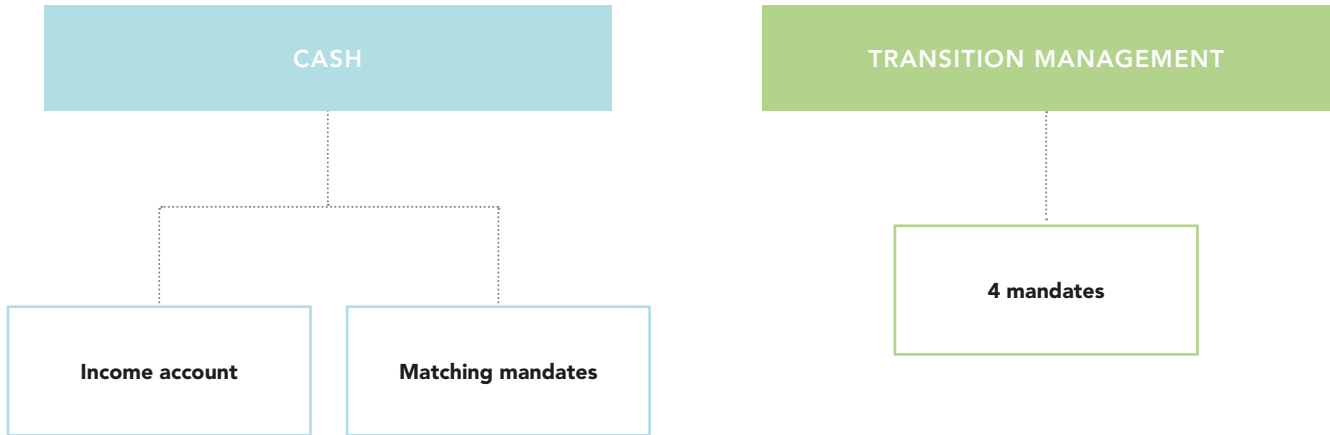 CASH
TRANSITION MANAGEMENT
4 mandates
Income account
Matching mandates